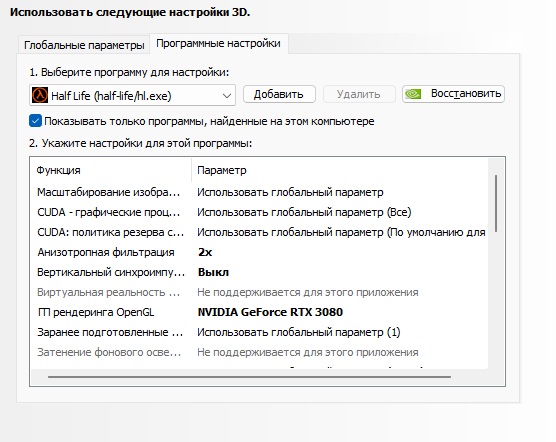 Использовать следующие настройки 3D.
Глобальные параметры Программные настройки
1. Выберите программу для настройки:
Half Life (half-life/hl.exe) Добавить Удалить Восстановить
Показывать только программы, найденные на этом компьютере
2. Укажите настройки для этой программы:
Функция Параметр
Масштабирование изобра... Использовать глобальный параметр
CUDA - графические проц... Использовать глобальный параметр (Все)
CUDA: политика резерва с... Использовать глобальный параметр (По умолчанию для
Анизотропная фильтрация 2x
Вертикальный синхроимпу... Выкл
Виртуальная реальность ... Не поддерживается для этого приложения
ГП рендеринга OpenGL NVIDIA GeForce RTX 3080
Заранее подготовленные ... Использовать глобальный параметр (1)
Затенение фонового осве... Не поддерживается для этого приложения